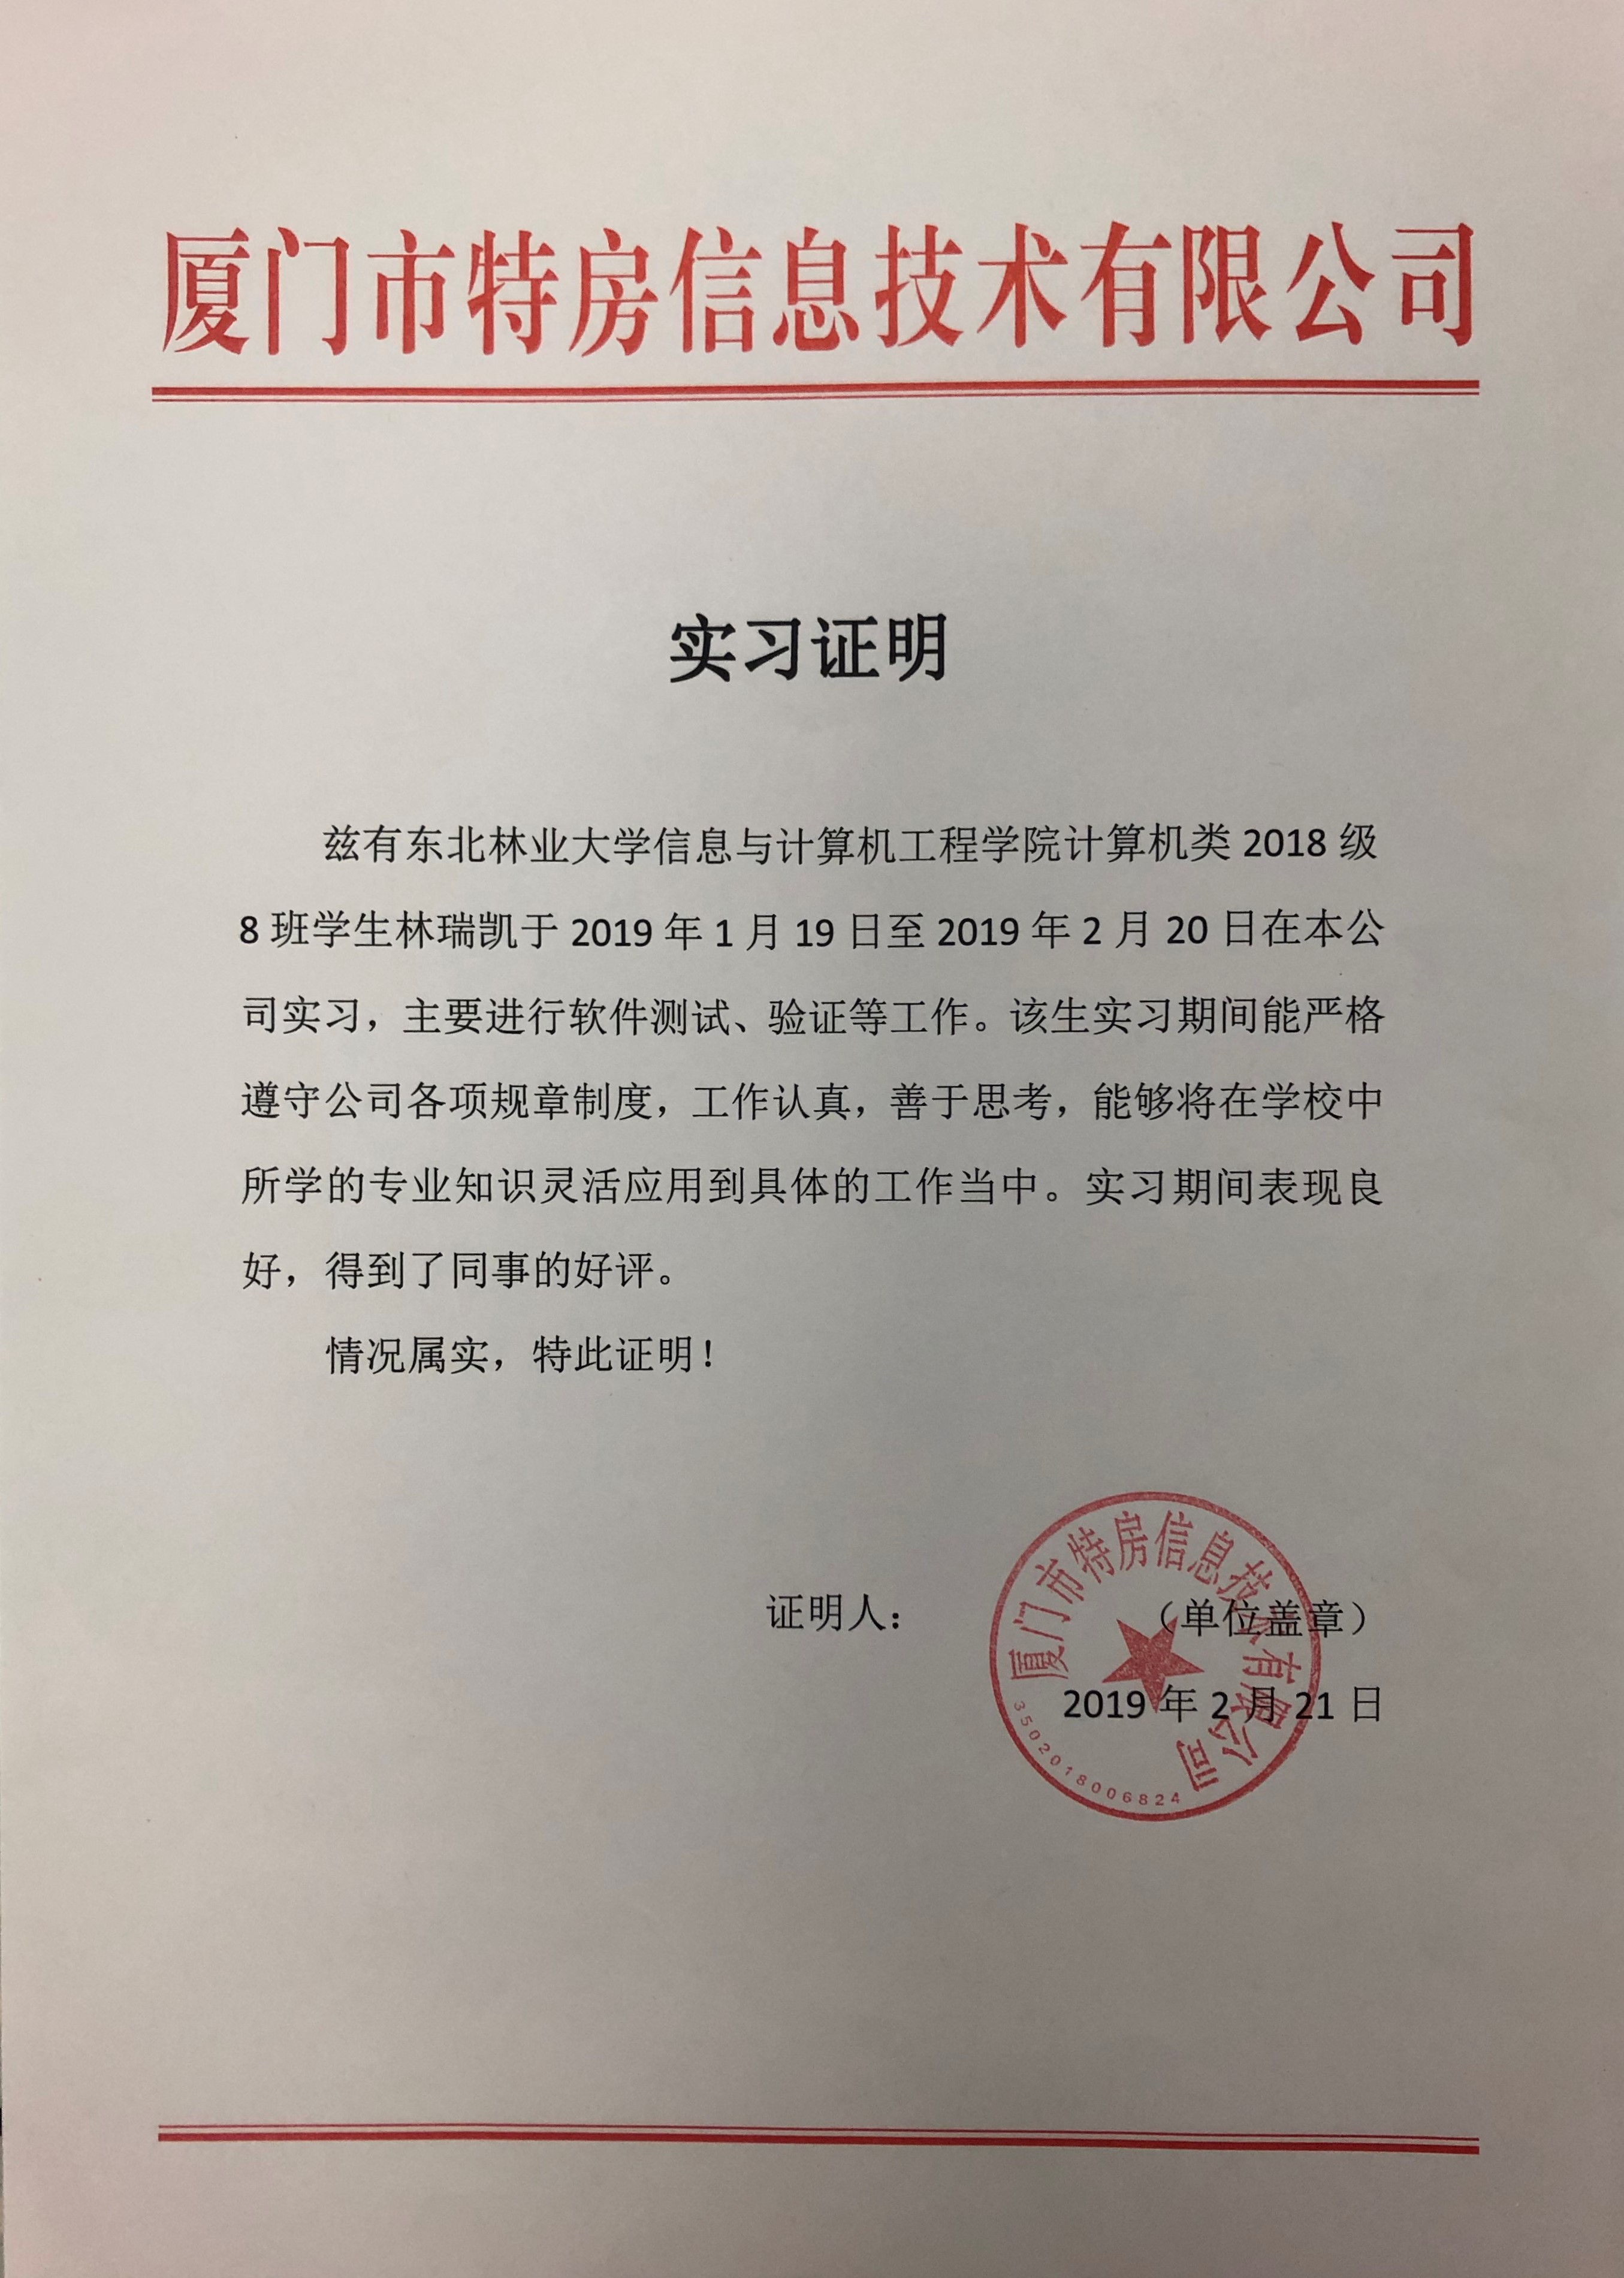 厦门市特房信息技术有限公司
实习证明
兹有东北林业大学信息与计算机工程学院计算机类 2018 级
8 班学生林瑞凯于 2019 年 1 月 19 日至 2019 年 2 月 20 日在本公
司实习，主要进行软件测试、验证等工作。该生实习期间能严格
遵守公司各项规章制度，工作认真，善于思考，能够将在学校中
所学的专业知识灵活应用到具体的工作当中。实习期间表现良
好，得到了同事的好评。
情况属实，特此证明！
证明人： （单位盖章）
2019 年 2 月 21 日
厦门市特房信息技术有限公司
3502018006824